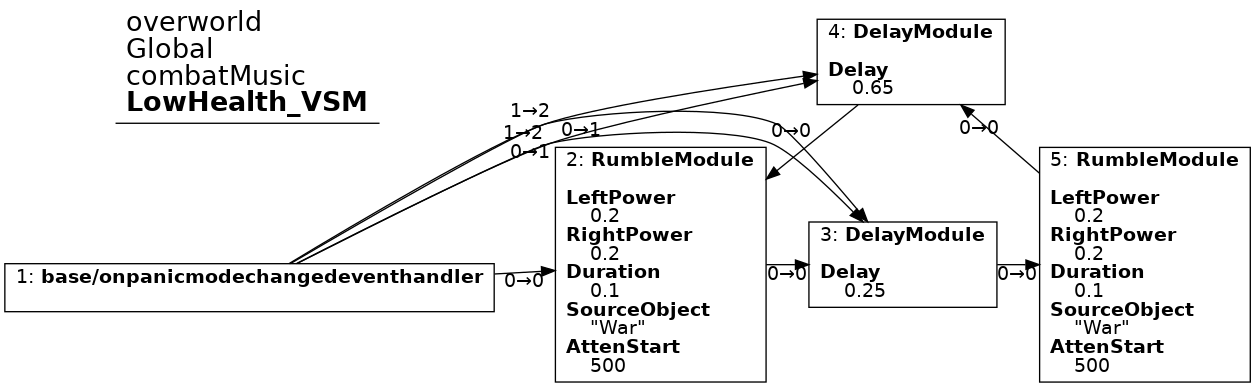 overworld
Global
combatMusic
LowHealth_VSM
4: DelayModule
Delay
0.65
1→2
1→2
0→1
0→1
0→0
0→0
2: RumbleModule
LeftPower
0.2
RightPower
0.2
Duration
0.1
SourceObject
"War"
AttenStart
500
5: RumbleModule
LeftPower
0.2
RightPower
0.2
Duration
0.1
SourceObject
"War"
AttenStart
500
3: DelayModule
Delay
0.25
1: base/onpanicmodechangedeventhandler
0→0
0→0
0→0